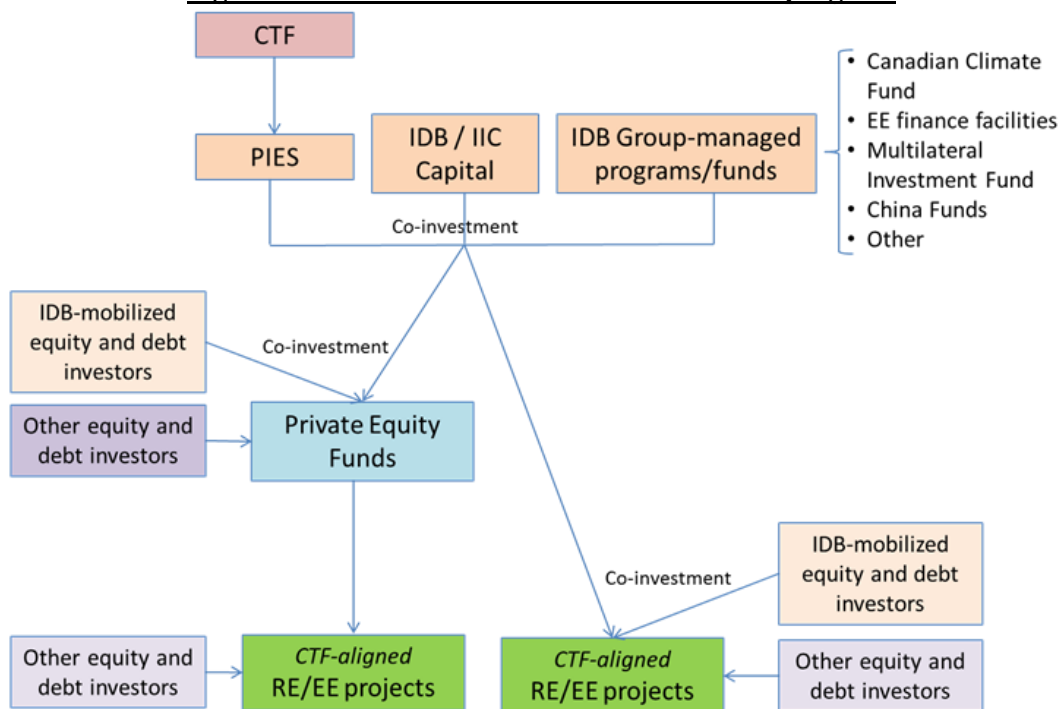 CTF
PIES
IDB / IIC
Capital
IDB Group-managed
programs/funds
• Canadian Climate
Fund
• EE finance facilities
• Multilateral
Investment Fund
• China Funds
• Other
Co-investment
IDB-mobilized
equity and debt
investors
Co-investment
Other equity and
debt investors
Private Equity
Funds
IDB-mobilized
equity and debt
investors
Co-investment
Other equity and
debt investors
CTF-aligned
RE/EE projects
CTF-aligned
RE/EE projects
Other equity and
debt investors